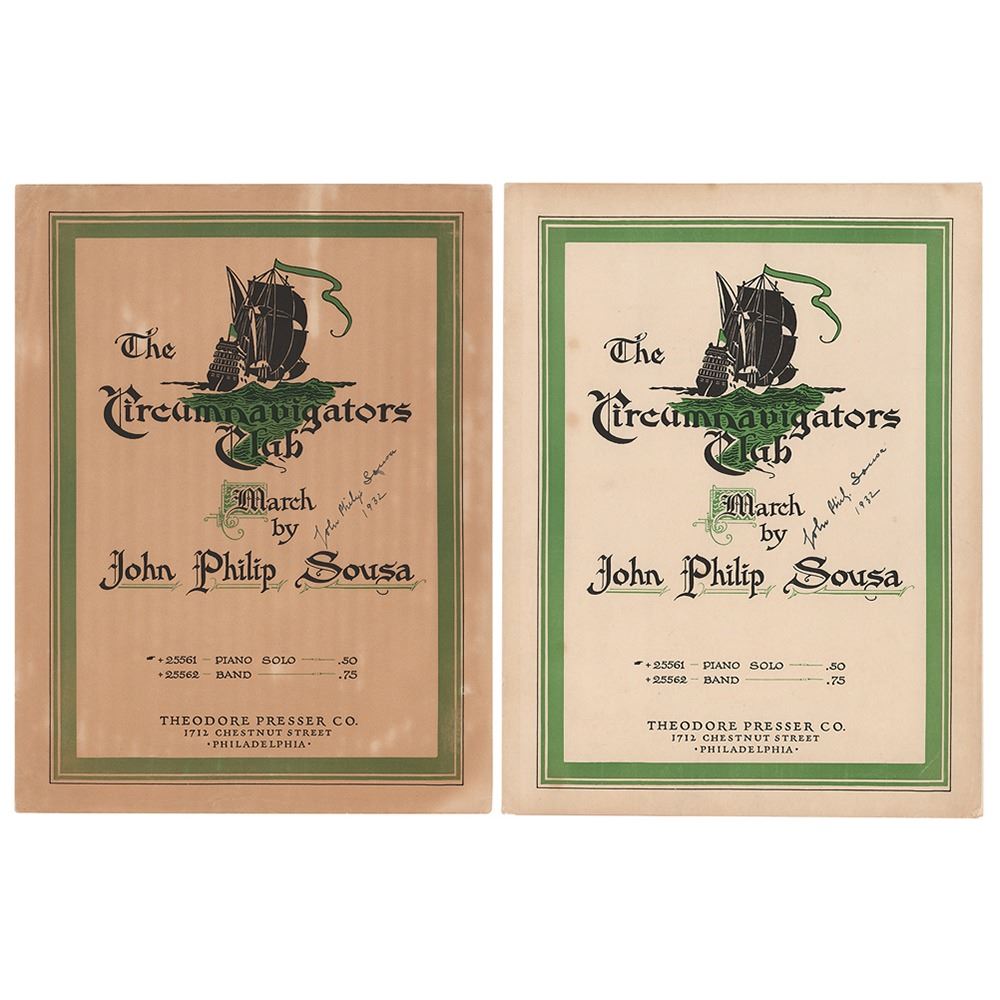 The
Circumnavigators
Club
March
by
John Philip Sousa
1932
John Philip Sousa
+25561 – PIANO SOLO — .50
+25562 – BAND — .75
THEODORE PRESSER CO.
1712 CHESTNUT STREET
·PHILADELPHIA·
The
Circumnavigators
Club
March
by
John Phil. Sousa
1932
John Philip Sousa
+25561 – PIANO SOLO — .50
+25562 – BAND — .75
THEODORE PRESSER CO.
1712 CHESTNUT STREET
·PHILADELPHIA·